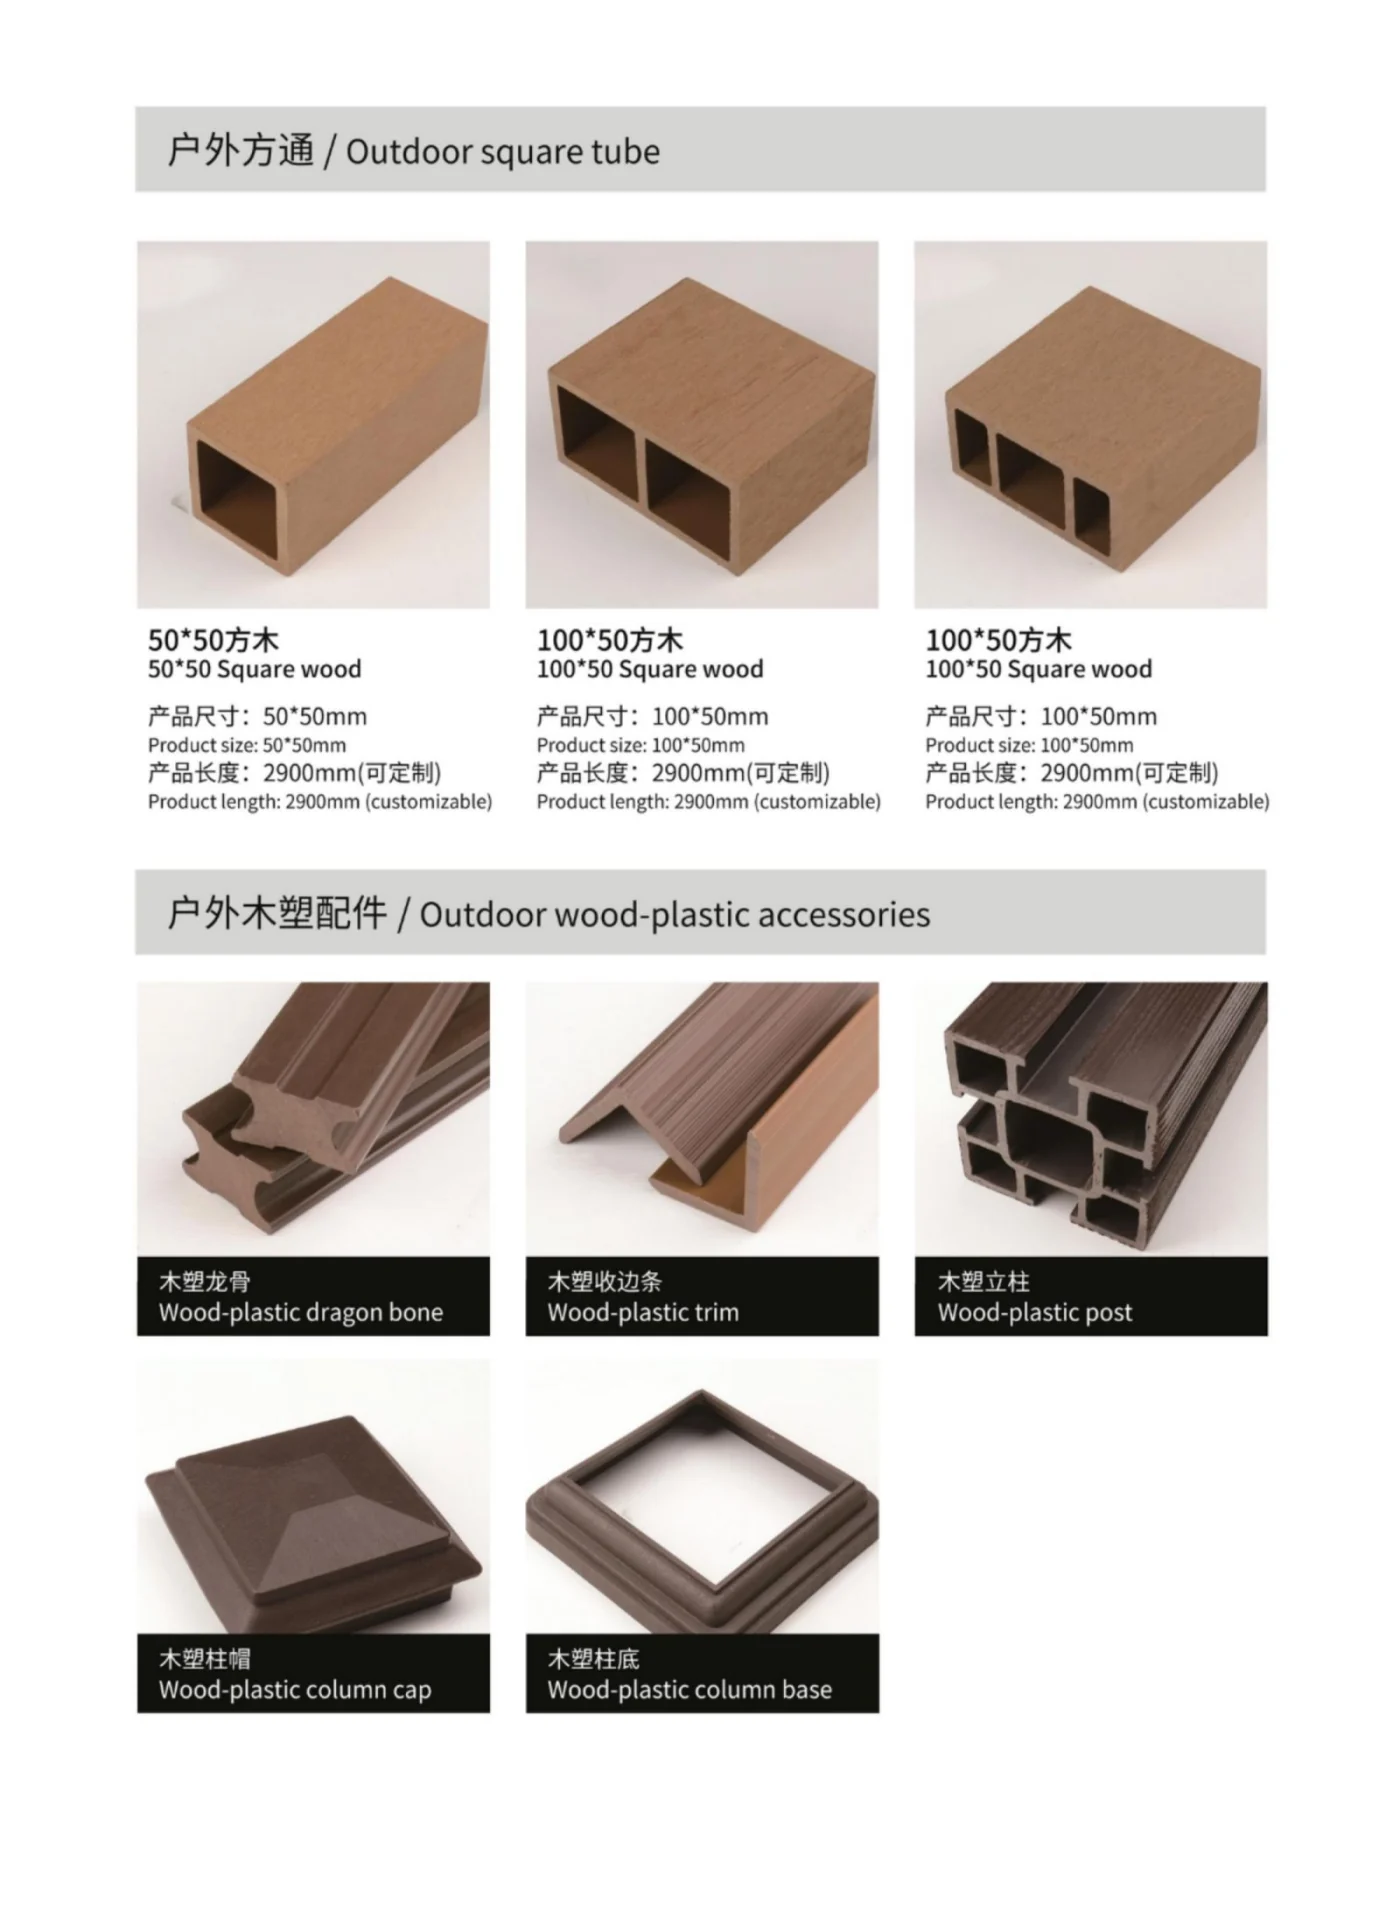 户外方通 / Outdoor square tube
50*50方木
50*50 Square wood
产品尺寸：50*50mm
Product size: 50*50mm
产品长度：2900mm(可定制)
Product length: 2900mm (customizable)
100*50方木
100*50 Square wood
产品尺寸：100*50mm
Product size: 100*50mm
产品长度：2900mm(可定制)
Product length: 2900mm (customizable)
100*50方木
100*50 Square wood
产品尺寸：100*50mm
Product size: 100*50mm
产品长度：2900mm(可定制)
Product length: 2900mm (customizable)
户外木塑配件 / Outdoor wood-plastic accessories
木塑龙骨
Wood-plastic dragon bone
木塑收边条
Wood-plastic trim
木塑立柱
Wood-plastic post
木塑柱帽
Wood-plastic column cap
木塑柱底
Wood-plastic column base